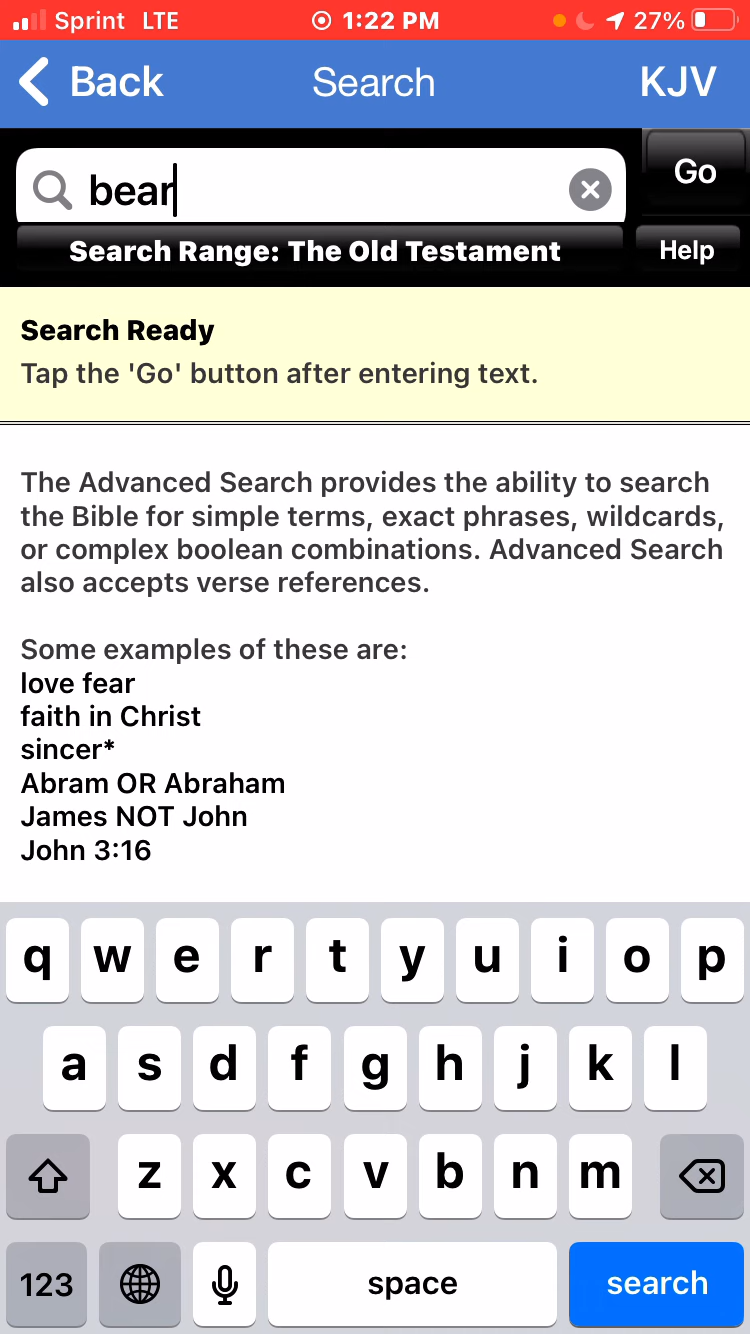 Sprint LTE 1:22 PM 27%
Back Search KJV
bear Go
Search Range: The Old Testament Help
Search Ready
Tap the 'Go' button after entering text.
The Advanced Search provides the ability to search
the Bible for simple terms, exact phrases, wildcards,
or complex boolean combinations. Advanced Search
also accepts verse references.
Some examples of these are:
love fear
faith in Christ
sincer*
Abram OR Abraham
James NOT John
John 3:16
q w e r t y u i o p
a s d f g h j k l
z x c v b n m
123 space search